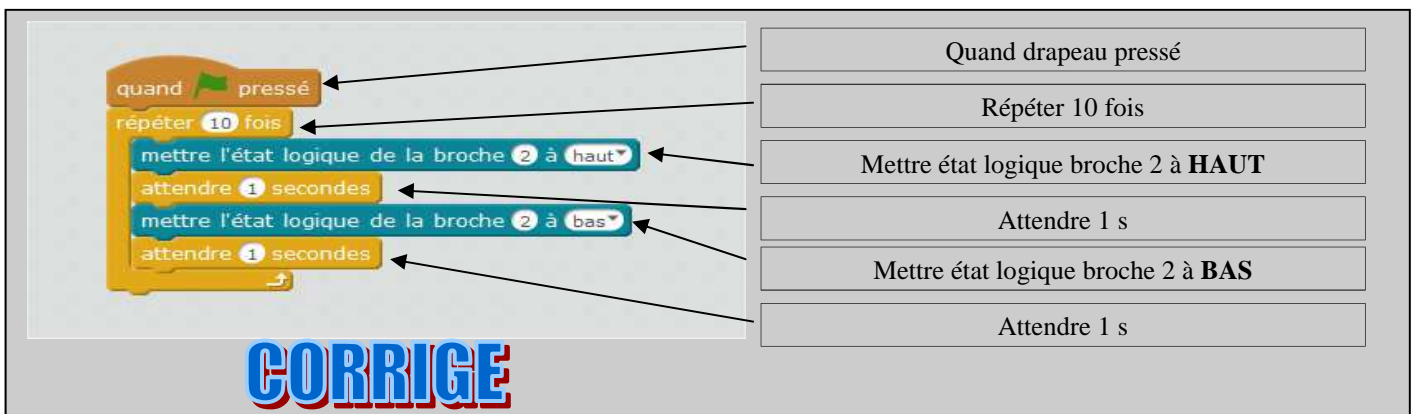 quand pressé
répéter 10 fois
mettre l'état logique de la broche 2 à haut
attendre 1 secondes
mettre l'état logique de la broche 2 à bas
attendre 1 secondes
Quand drapeau pressé
Répéter 10 fois
Mettre état logique broche 2 à HAUT
Attendre 1 s
Mettre état logique broche 2 à BAS
Attendre 1 s
CORRIGE